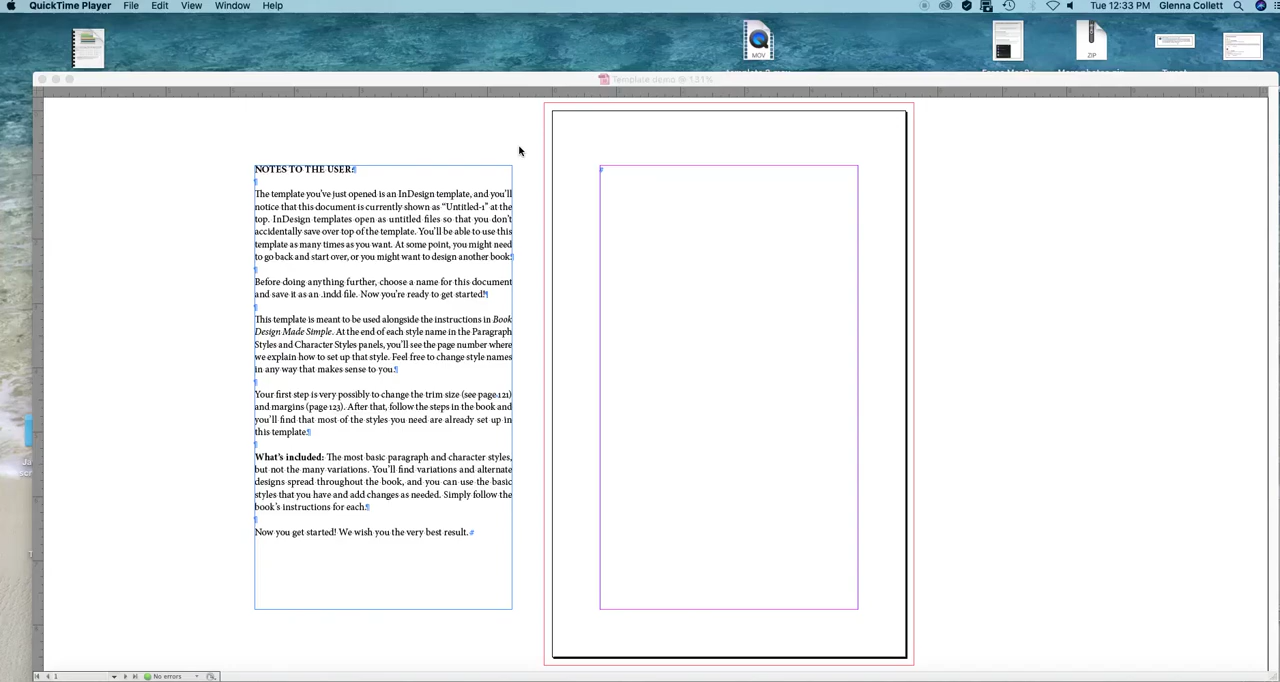 QuickTime Player File Edit View Window Help Tue 12:33 PM Glenna Collett
MOV
ZIP
Template demo @ 131%
NOTES TO THE USER:
The template you've just opened is an InDesign template, and you'll
notice that this document is currently shown as “Untitled-1” at the
top. InDesign templates open as untitled files so that you don't
accidentally save over top of the template. You'll be able to use this
template as many times as you want. At some point, you might need
to go back and start over, or you might want to design another book.
Before doing anything further, choose a name for this document
and save it as an .indd file. Now you're ready to get started!
This template is meant to be used alongside the instructions in Book
Design Made Simple. At the end of each style name in the Paragraph
Styles and Character Styles panels, you'll see the page number where
we explain how to set up that style. Feel free to change style names
in any way that makes sense to you.
Your first step is very possibly to change the trim size (see page 121)
and margins (page 123). After that, follow the steps in the book and
you'll find that most of the styles you need are already set up in
this template.
What's included: The most basic paragraph and character styles,
but not the many variations. You'll find variations and alternate
designs spread throughout the book, and you can use the basic
styles that you have and add changes as needed. Simply follow the
book's instructions for each.
Now you get started! We wish you the very best result.
1 No errors